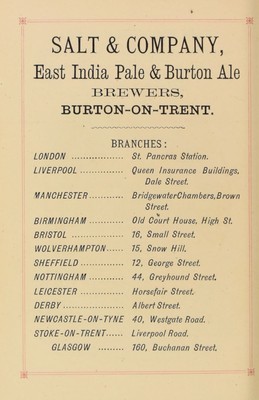 SALT & COMPANY,
East India Pale & Burton Ale
BREWERS,
BURTON-ON-TRENT.
BRANCHES:
LONDON ................ St. Pancras Station.
LIVERPOOL ............. Queen Insurance Buildings,
Dale Street.
MANCHESTER ........... Bridgewater Chambers, Brown
Street.
BIRMINGHAM ........... Old Court House, High St.
BRISTOL ................ 16, Small Street.
WOLVERHAMPTON ...... 15, Snow Hill.
SHEFFIELD ............. 12, George Street.
NOTTINGHAM ........... 44, Greyhound Street.
LEICESTER ............. Horsefair Street.
DERBY .................. Albert Street.
NEWCASTLE-ON-TYNE 40, Westgate Road.
STOKE-ON-TRENT ...... Liverpool Road.
GLASGOW ......... 160, Buchanan Street.